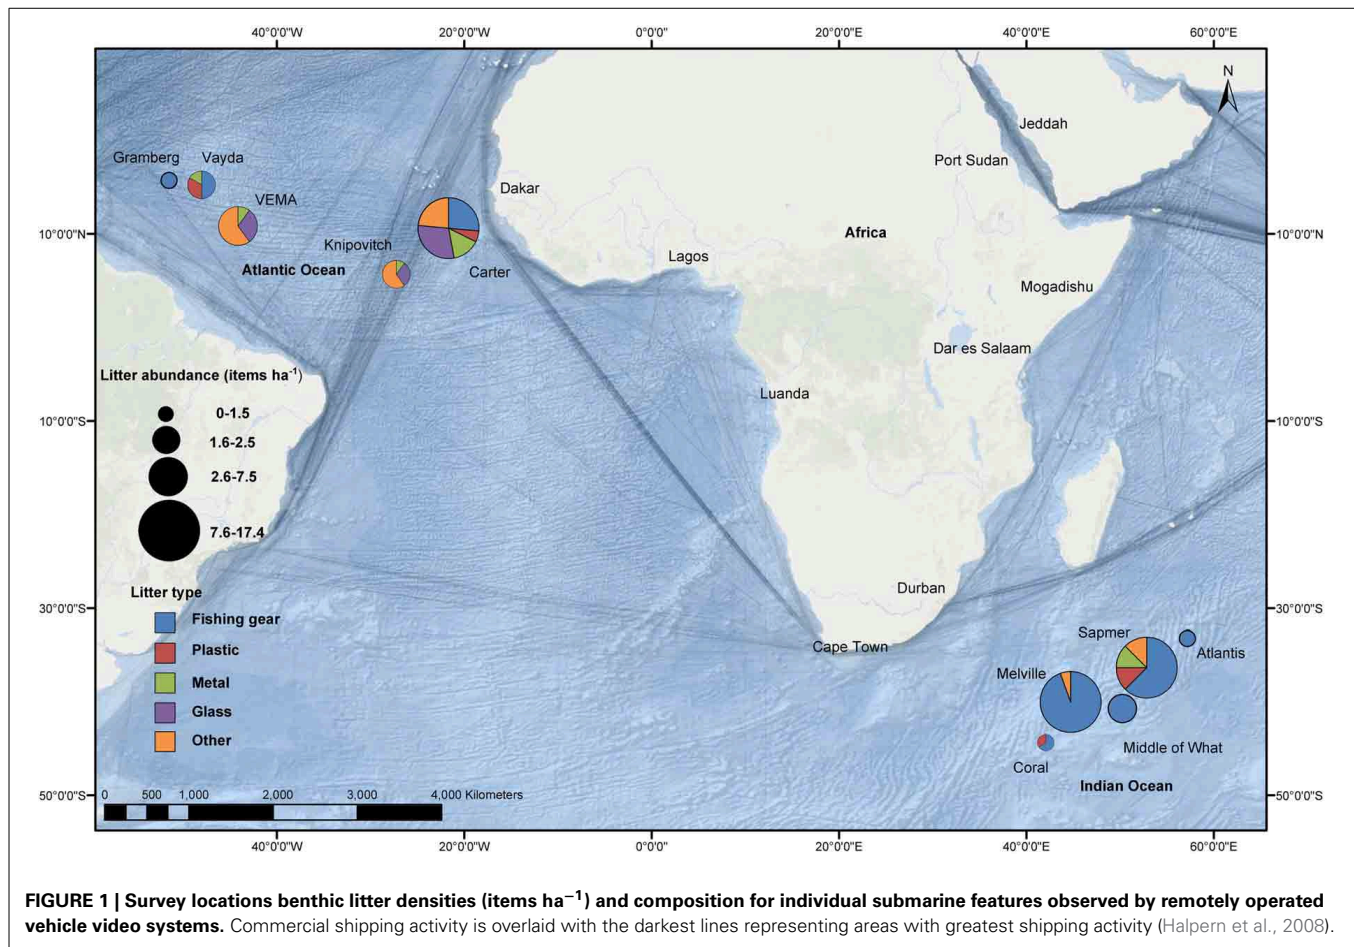 40°0'0"W 20°0'0"W 0°0'0" 20°0'0"E 40°0'0"E 60°0'0"E
N
Jeddah
Gramberg Vayda
Port Sudan
Dakar
VEMA
10°0'0"N Africa 10°0'0"N
Knipovitch
Lagos
Atlantic Ocean Carter
Mogadishu
Dar es Salaam
Litter abundance (items ha-1)
Luanda
0-1.5
10°0'0"S 10°0'0"S
1.6-2.5
2.6-7.5
7.6-17.4
Durban
Litter type
30°0'0"S 30°0'0"S
Fishing gear
Sapmer
Cape Town
Plastic Atlantis
Melville
Metal
Glass
Other Middle of What
Coral
Indian Ocean
0 500 1,000 2,000 3,000 4,000 Kilometers
50°0'0"S 50°0'0"S
40°0'0"W 20°0'0"W 0°0'0" 20°0'0"E 40°0'0"E 60°0'0"E
FIGURE 1 | Survey locations benthic litter densities (items ha−1) and composition for individual submarine features observed by remotely operated
vehicle video systems. Commercial shipping activity is overlaid with the darkest lines representing areas with greatest shipping activity (Halpern et al., 2008).